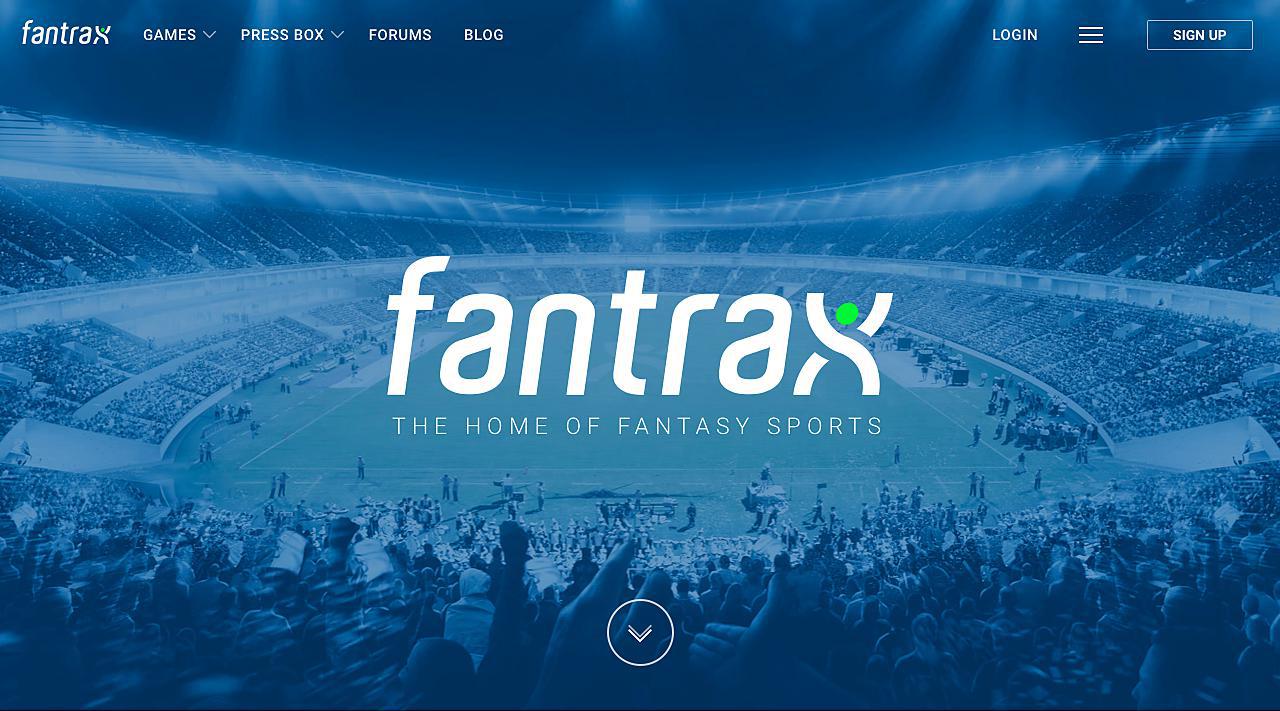 fantrax
GAMES
PRESS BOX
FORUMS
BLOG
LOGIN
SIGN UP
fantrax
THE HOME OF FANTASY SPORTS